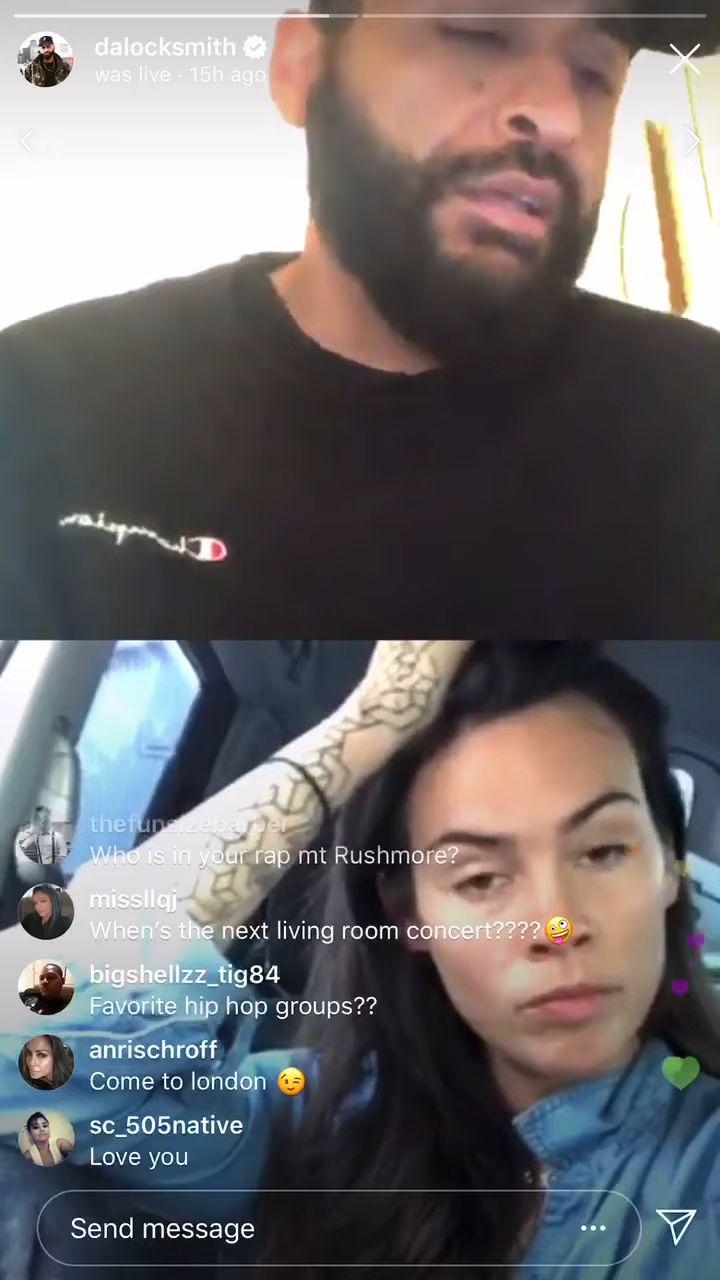 dalocksmith
was live · 15h ago
thefunsizebarber
Who is in your rap mt Rushmore?
missllqj
When's the next living room concert????🤪
bigshellzz_tig84
Favorite hip hop groups??
anrischroff
Come to london 😉
sc_505native
Love you
Send message